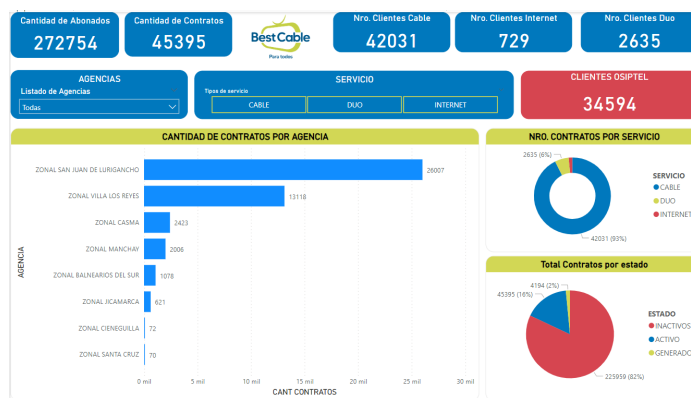 Cantidad de Abonados
272754
Cantidad de Contratos
45395
BestCable
Para todos
Nro. Clientes Cable
42031
Nro. Clientes Internet
729
Nro. Clientes Duo
2635
AGENCIAS
Listado de Agencias
Todas
SERVICIO
Tipos de servicio
CABLE
DUO
INTERNET
CLIENTES OSIPTEL
34594
CANTIDAD DE CONTRATOS POR AGENCIA
AGENCIA
ZONAL SAN JUAN DE LURIGANCHO 26007
ZONAL VILLA LOS REYES 13118
ZONAL CASMA 2423
ZONAL MANCHAY 2006
ZONAL BALNEARIOS DEL SUR 1078
ZONAL JICAMARCA 621
ZONAL CIENEGUILLA 72
ZONAL SANTA CRUZ 70
0 mil 5 mil 10 mil 15 mil 20 mil 25 mil 30 mil
CANT CONTRATOS
NRO. CONTRATOS POR SERVICIO
2635 (6%)
42031 (93%)
SERVICIO
CABLE
DUO
INTERNET
Total Contratos por estado
4194 (2%)
45395 (16%)
225959 (82%)
ESTADO
INACTIVOS
ACTIVO
GENERADO